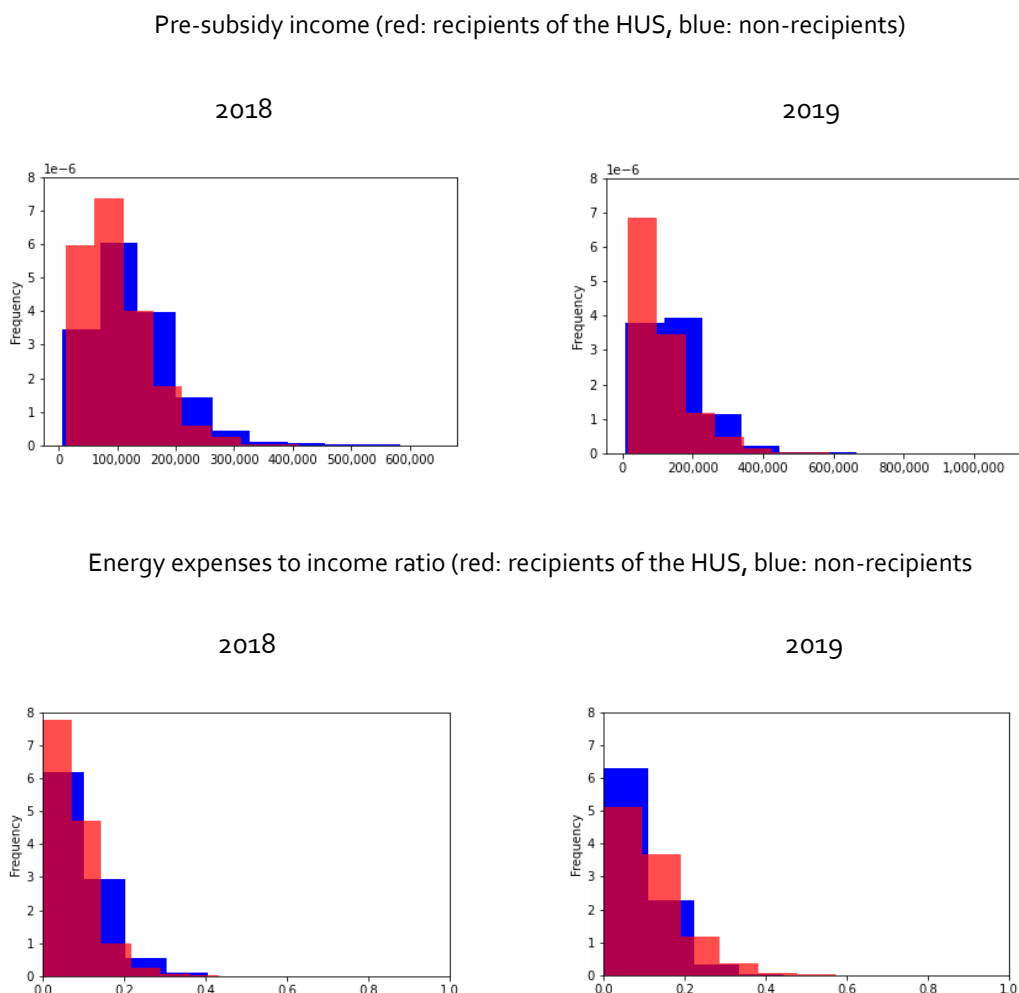 Pre-subsidy income (red: recipients of the HUS, blue: non-recipients)
2018 2019
1e−6 1e−6
8 8
7 7
6 6
5 5
4 4
3 3
2 2
1 1
0 0
Frequency Frequency
0 100,000 200,000 300,000 400,000 500,000 600,000
0 200,000 400,000 600,000 800,000 1,000,000
Energy expenses to income ratio (red: recipients of the HUS, blue: non-recipients
2018 2019
8 8
7 7
6 6
5 5
4 4
3 3
2 2
1 1
0 0
Frequency Frequency
0.0 0.2 0.4 0.6 0.8 1.0
0.0 0.2 0.4 0.6 0.8 1.0